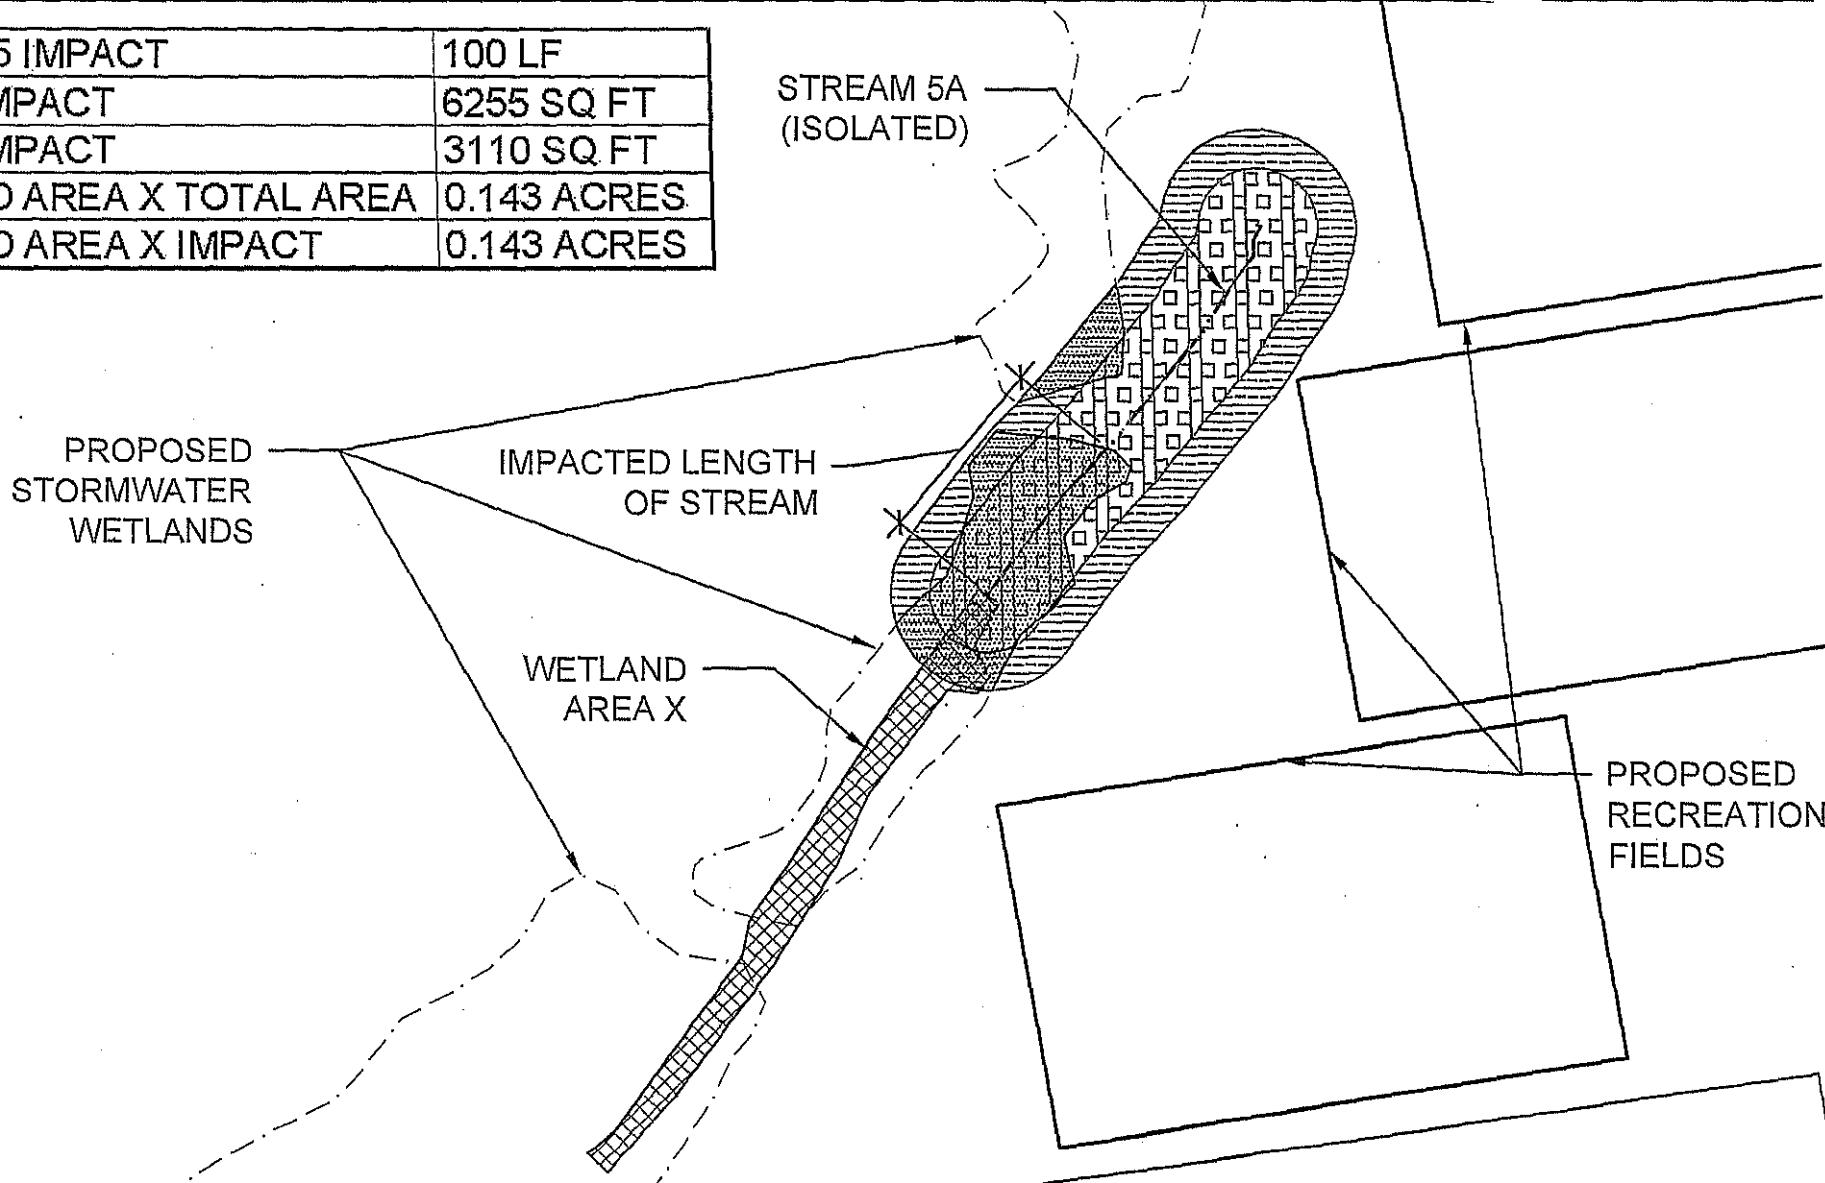 5 IMPACT 100 LF
MPACT 6255 SQ FT
MPACT 3110 SQ FT
D AREA X TOTAL AREA 0.143 ACRES
D AREA X IMPACT 0.143 ACRES
STREAM 5A
(ISOLATED)
PROPOSED
STORMWATER
WETLANDS
IMPACTED LENGTH
OF STREAM
WETLAND
AREA X
PROPOSED
RECREATION
FIELDS